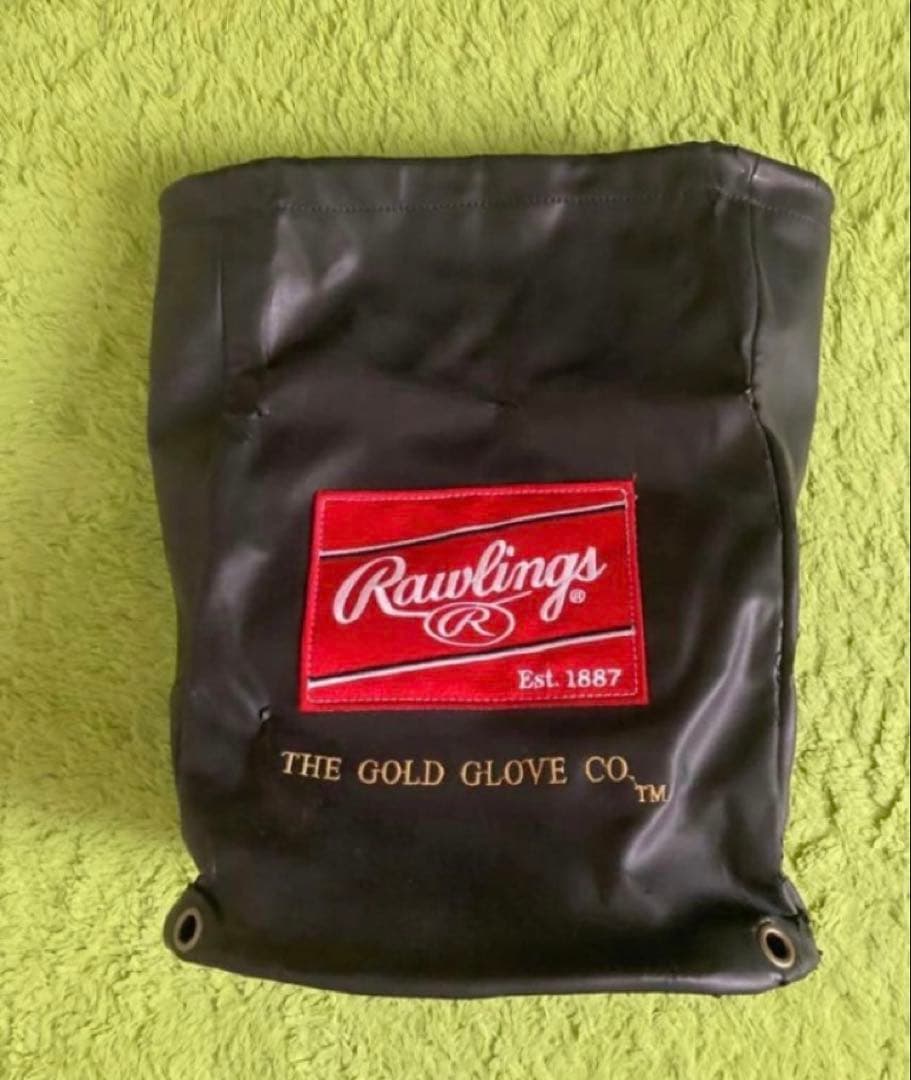 Rawlings®
R
Est. 1887
THE GOLD GLOVE CO.™